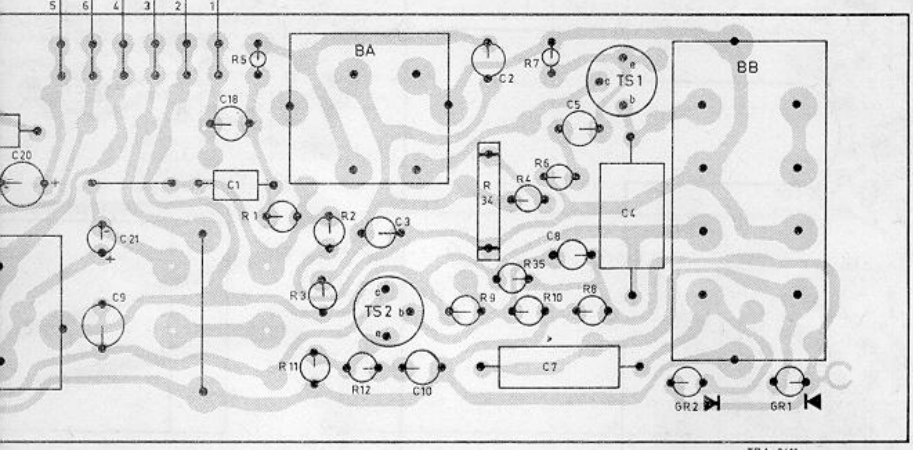 5 6 4 3 2 1
BA
R5
C2
R7
e
c TS1
b
BB
C18
C5
C20
+
C1
R6
R4
R
34
C4
R1
R2
C3
C21
+
C8
R35
R3
c
TS2 b
e
R9
R10
R8
C9
R11
R12
C10
C7
GR2
GR1